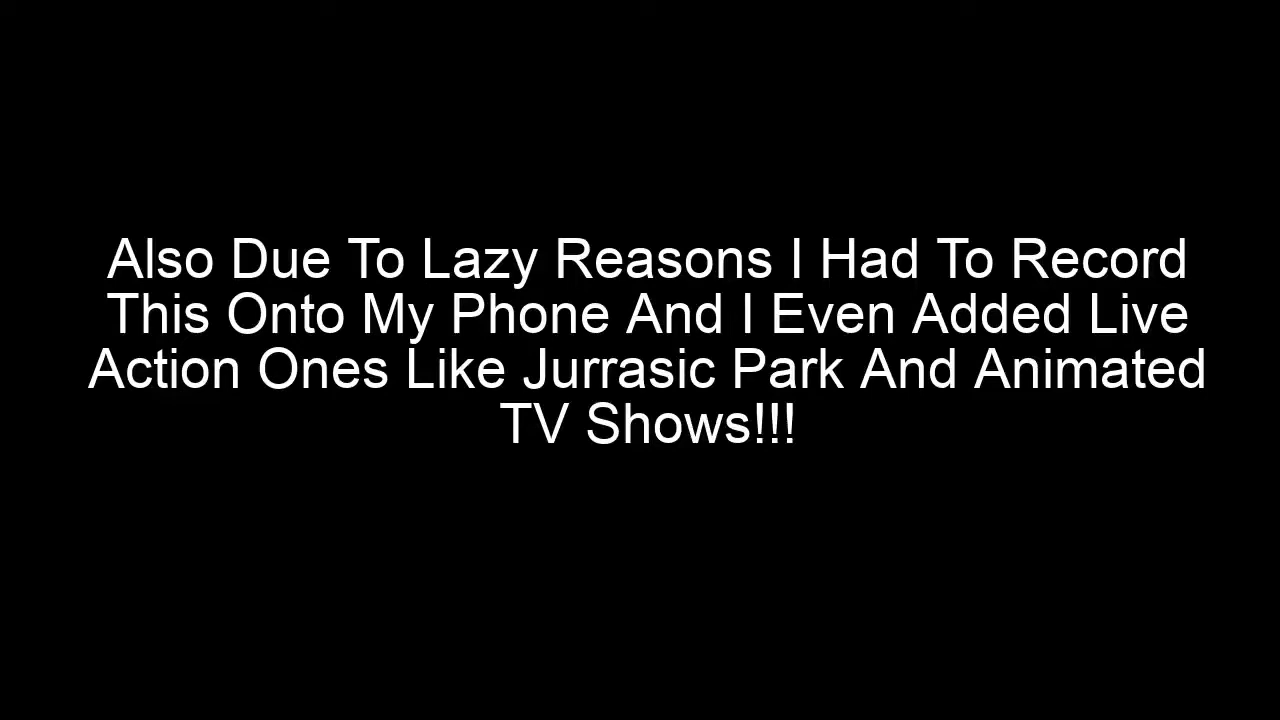 Also Due To Lazy Reasons I Had To Record
This Onto My Phone And I Even Added Live
Action Ones Like Jurrasic Park And Animated
TV Shows!!!